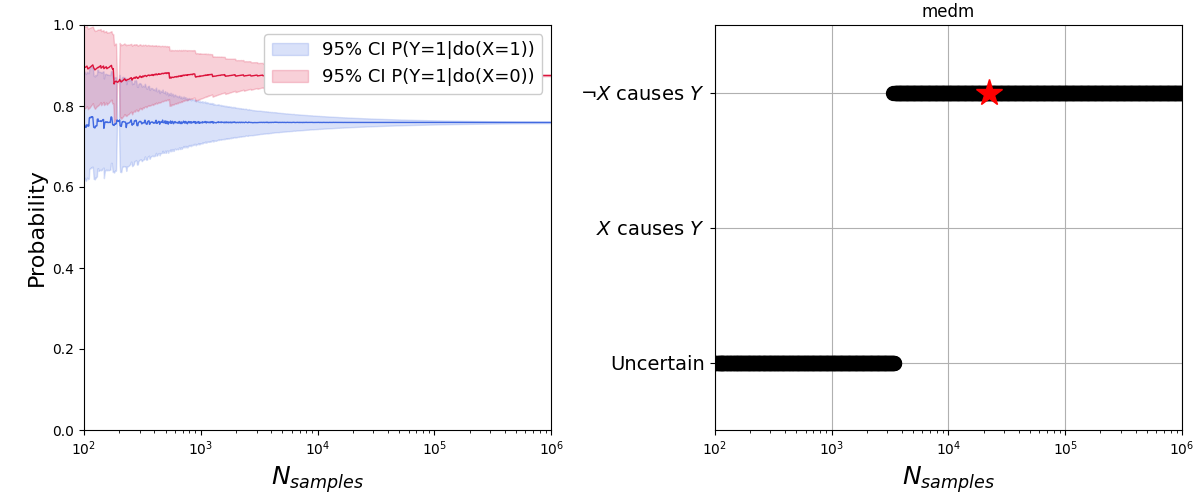 1.0
0.8
0.6
0.4
0.2
0.0
Probability
95% CI P(Y=1|do(X=1))
95% CI P(Y=1|do(X=0))
10² 10³ 10⁴ 10⁵ 10⁶
N_samples
medm
¬X causes Y
X causes Y
Uncertain
10² 10³ 10⁴ 10⁵ 10⁶
N_samples